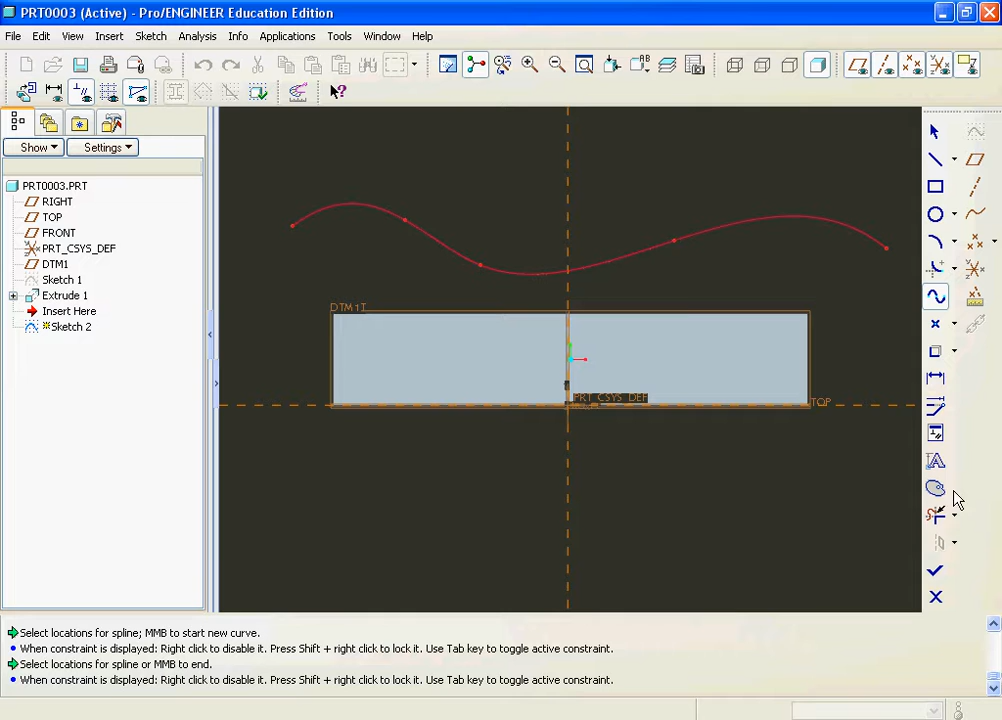 PRT0003 (Active) - Pro/ENGINEER Education Edition
File Edit View Insert Sketch Analysis Info Applications Tools Window Help
Show Settings
PRT0003.PRT
RIGHT
TOP
FRONT
PRT_CSYS_DEF
DTM1
Sketch 1
Extrude 1
Insert Here
Sketch 2
DTM1T
PRT_CSYS_DEF
TOP
Select locations for spline; MMB to start new curve.
When constraint is displayed: Right click to disable it. Press Shift + right click to lock it. Use Tab key to toggle active constraint.
Select locations for spline or MMB to end.
When constraint is displayed: Right click to disable it. Press Shift + right click to lock it. Use Tab key to toggle active constraint.